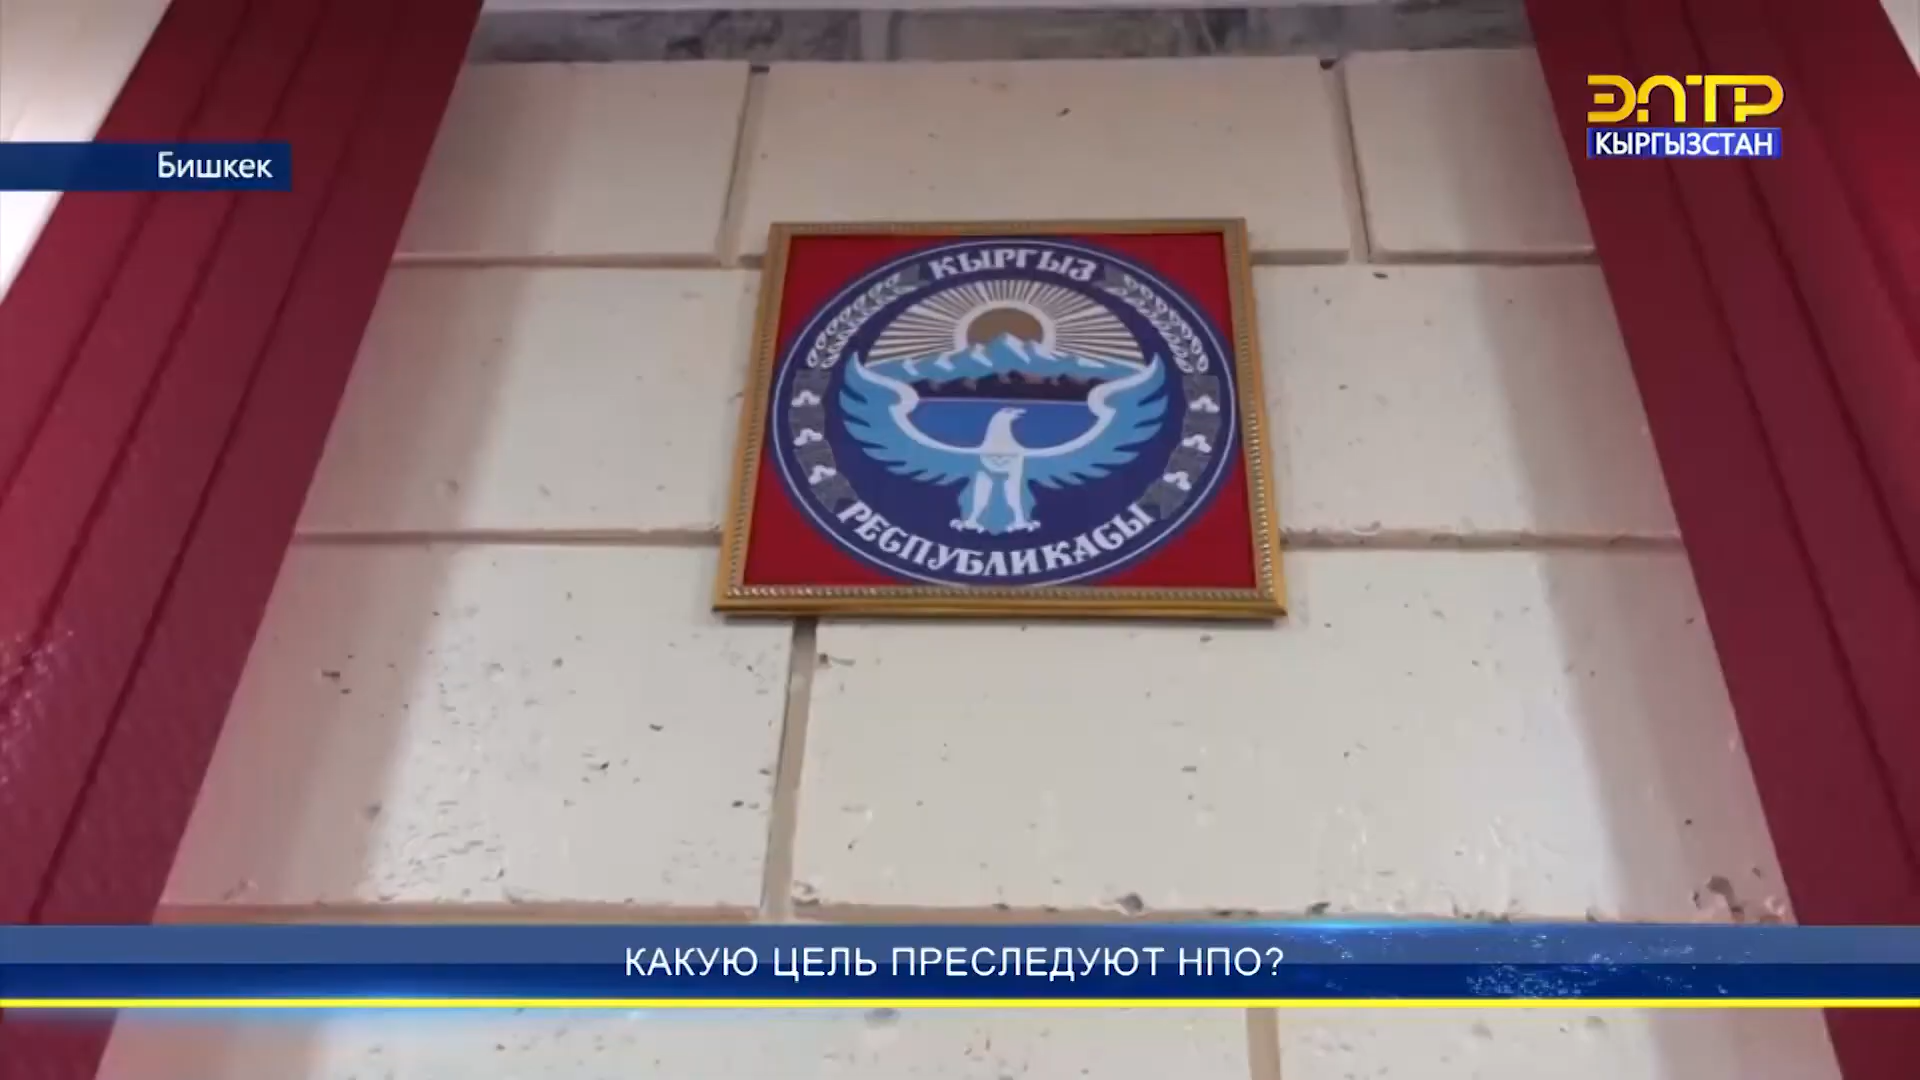 ЭЛТР
КЫРГЫЗСТАН
Бишкек
КЫРГЫЗ
РЕСПУБЛИКАСЫ
КАКУЮ ЦЕЛЬ ПРЕСЛЕДУЮТ НПО?